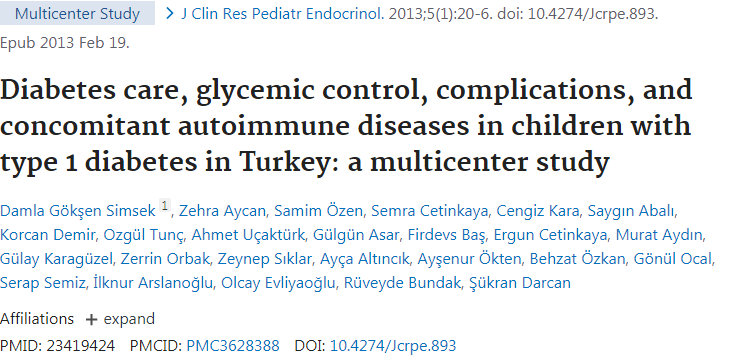 Multicenter Study > J Clin Res Pediatr Endocrinol. 2013;5(1):20-6. doi: 10.4274/Jcrpe.893.
Epub 2013 Feb 19.
Diabetes care, glycemic control, complications, and
concomitant autoimmune diseases in children with
type 1 diabetes in Turkey: a multicenter study
Damla Gökşen Simsek 1, Zehra Aycan, Samim Özen, Semra Cetinkaya, Cengiz Kara, Saygın Abalı,
Korcan Demir, Ozgül Tunç, Ahmet Uçaktürk, Gülgün Asar, Firdevs Baş, Ergun Cetinkaya, Murat Aydın,
Gülay Karagüzel, Zerrin Orbak, Zeynep Sıklar, Ayça Altıncık, Ayşenur Ökten, Behzat Özkan, Gönül Ocal,
Serap Semiz, İlknur Arslanoğlu, Olcay Evliyaoğlu, Rüveyde Bundak, Şükran Darcan
Affiliations + expand
PMID: 23419424 PMCID: PMC3628388 DOI: 10.4274/Jcrpe.893